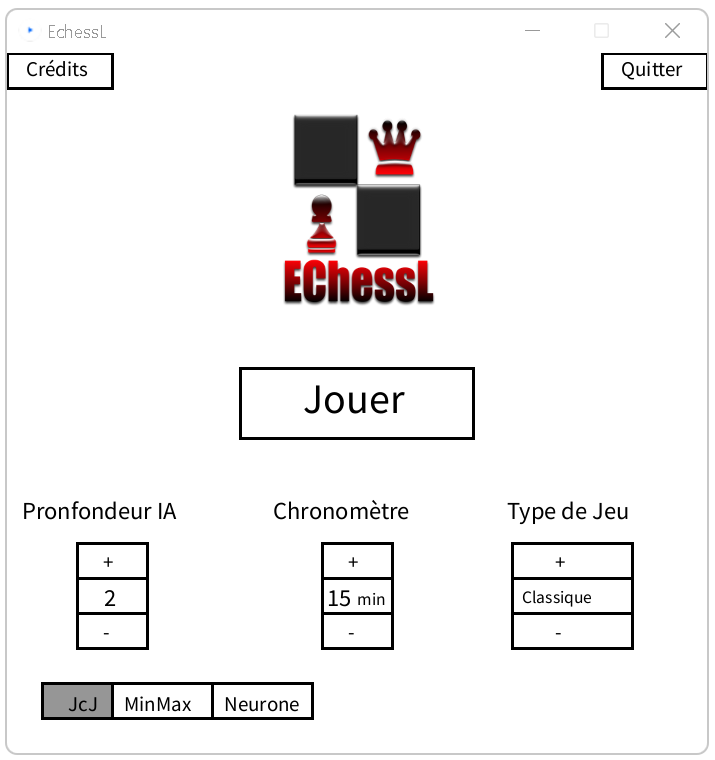 EchessL
Crédits
Quitter
EChessL
Jouer
Pronfondeur IA
Chronomètre
Type de Jeu
+
+
+
2
15 min
Classique
-
-
-
JcJ
MinMax
Neurone